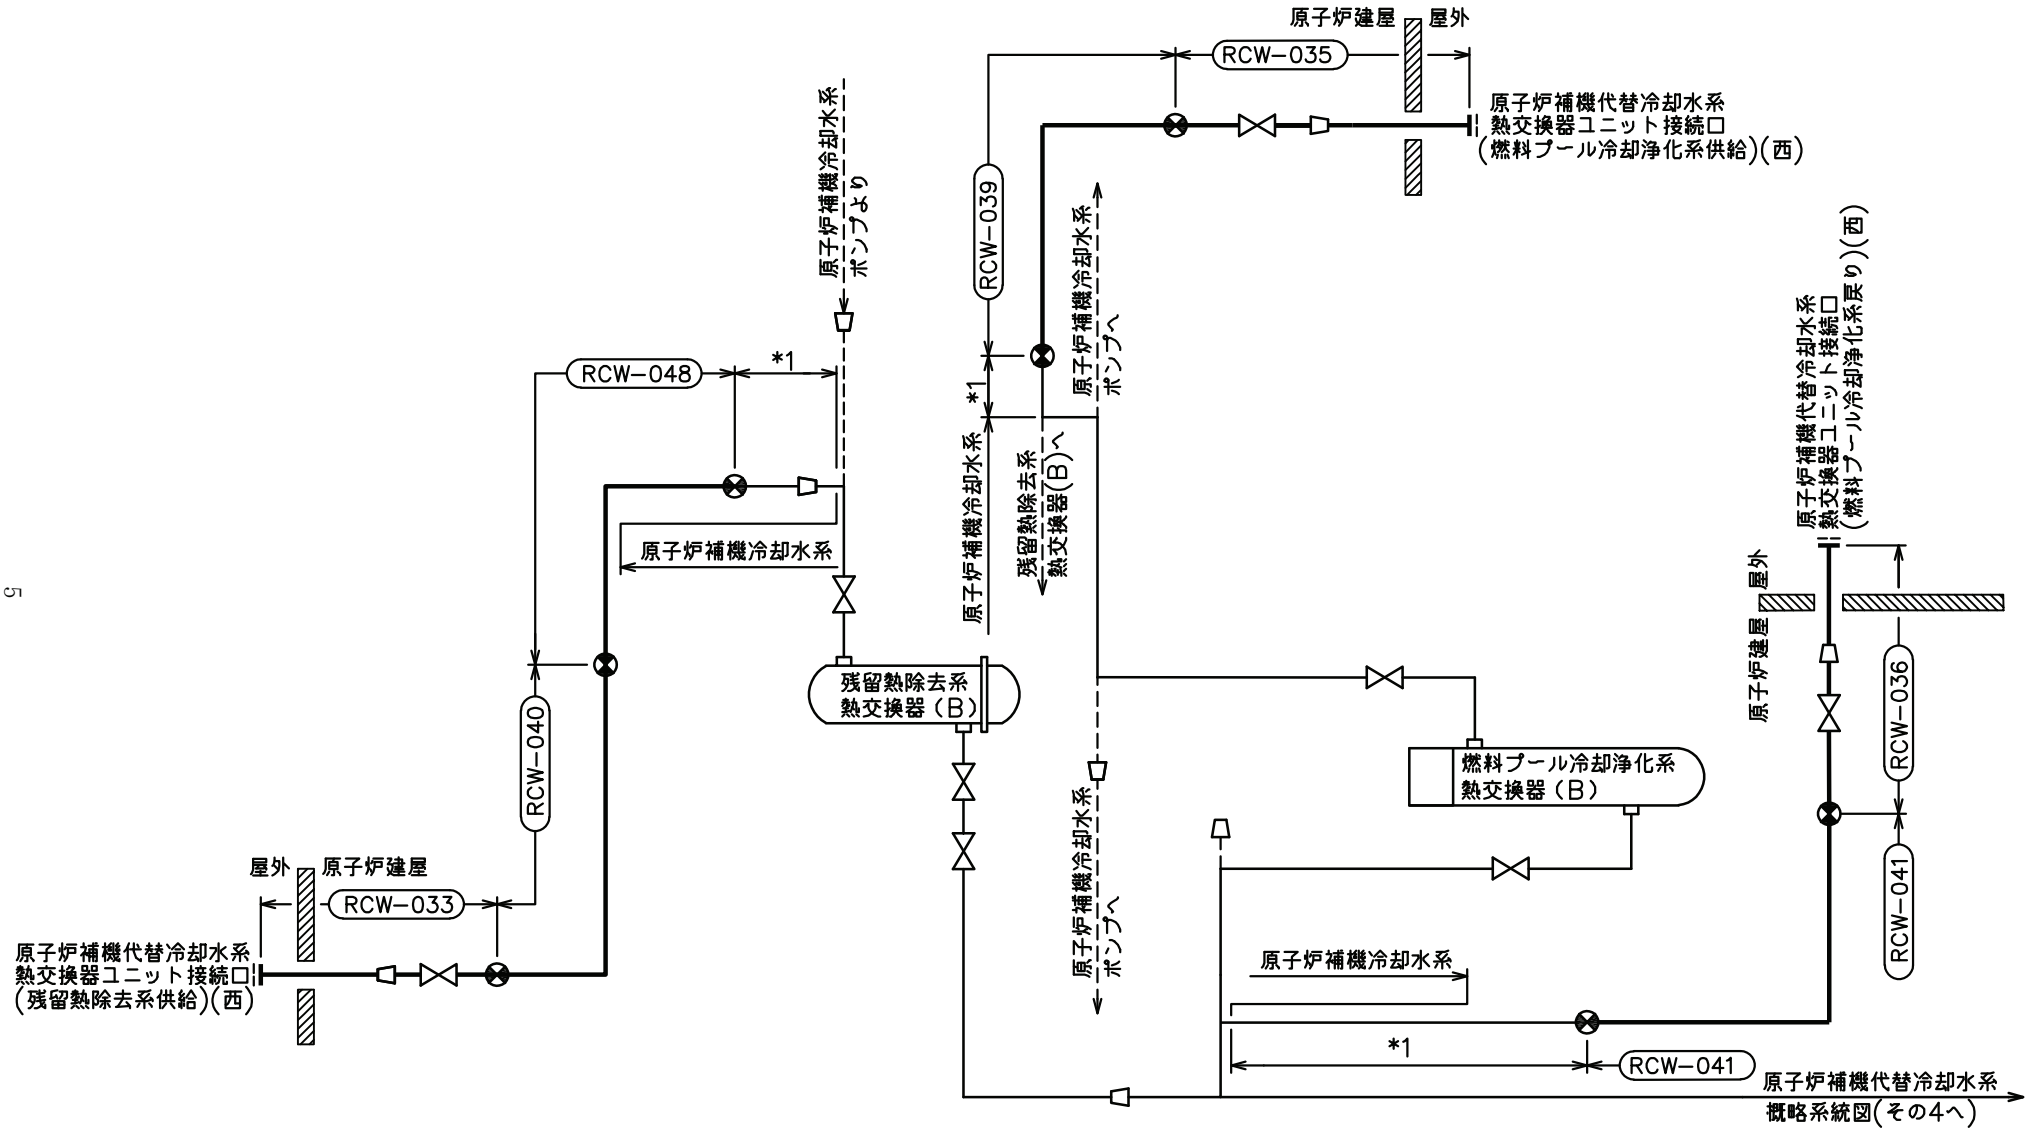 原子炉建屋
屋外
RCW-035
原子炉補機代替冷却水系
熱交換器ユニット接続口
(燃料プール冷却浄化系供給)(西)
原子炉補機冷却水系
ポンプより
RCW-039
原子炉補機冷却水系
ポンプへ
原子炉補機代替冷却水系
熱交換器ユニット接続口
(燃料プール冷却浄化系戻り)(西)
RCW-048
*1
*1
原子炉補機冷却水系
残留熱除去系
熱交換器(B)へ
原子炉補機冷却水系
屋外
原子炉建屋
5
残留熱除去系
熱交換器(B)
RCW-036
RCW-040
燃料プール冷却浄化系
熱交換器(B)
原子炉補機冷却水系
ポンプへ
屋外
原子炉建屋
RCW-033
RCW-041
原子炉補機代替冷却水系
熱交換器ユニット接続口
(残留熱除去系供給)(西)
原子炉補機冷却水系
*1
RCW-041
原子炉補機代替冷却水系
概略系統図(その4へ)